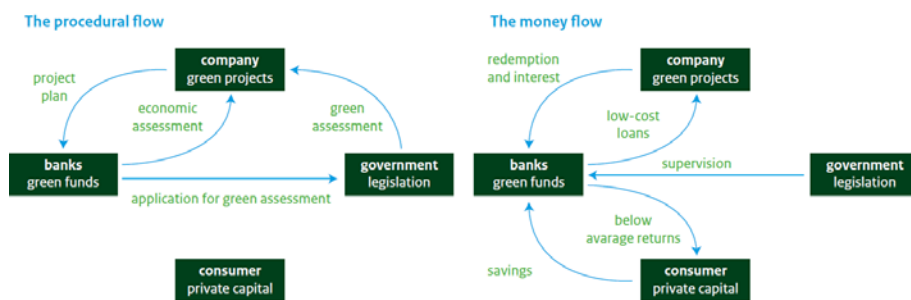 The procedural flow
company
green projects
project
plan
economic
assessment
green
assessment
banks
green funds
government
legislation
application for green assessment
consumer
private capital
The money flow
company
green projects
redemption
and interest
low-cost
loans
banks
green funds
supervision
government
legislation
below
avarage returns
savings
consumer
private capital